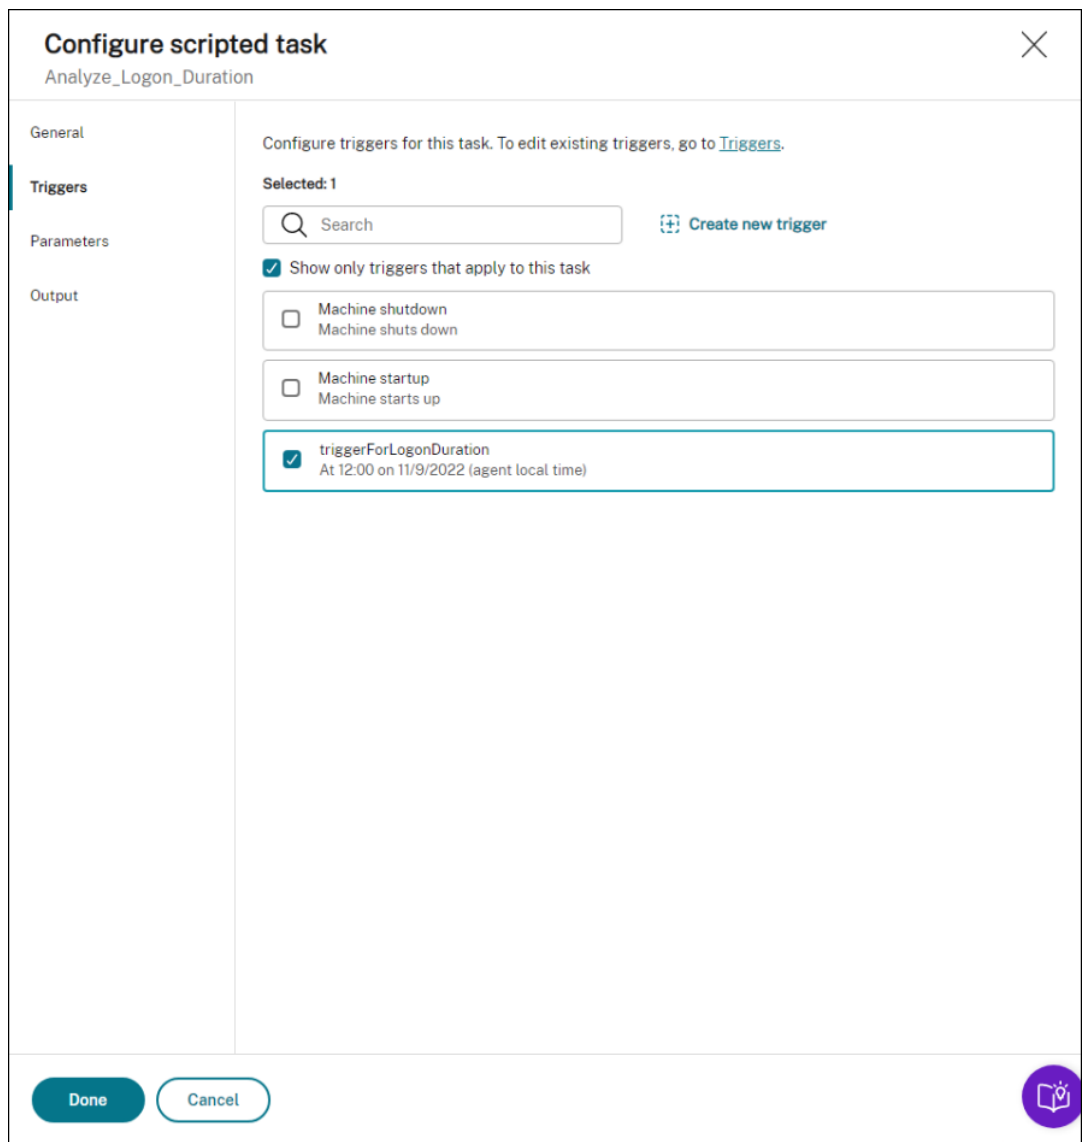 Configure scripted task
Analyze_Logon_Duration
General
Triggers
Parameters
Output
Configure triggers for this task. To edit existing triggers, go to Triggers.
Selected: 1
Search
Create new trigger
Show only triggers that apply to this task
Machine shutdown
Machine shuts down
Machine startup
Machine starts up
triggerForLogonDuration
At 12:00 on 11/9/2022 (agent local time)
Done
Cancel